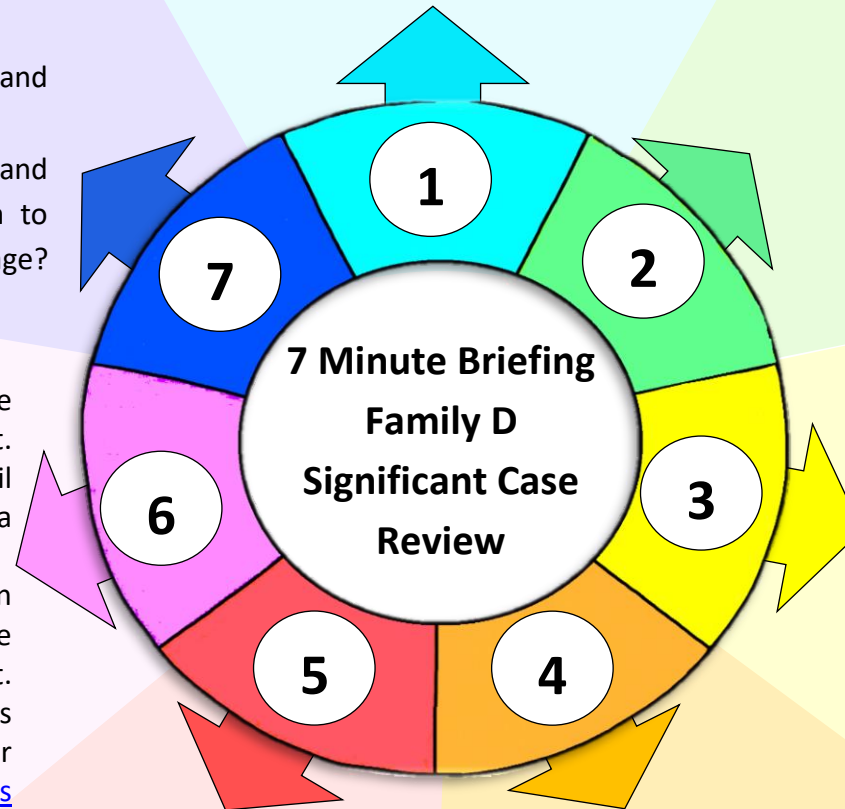 and
and
to
ge?
e
t.
il
a
n
e
t.
s
r
s
1
2
3
4
5
6
7
7 Minute Briefing
Family D
Significant Case
Review